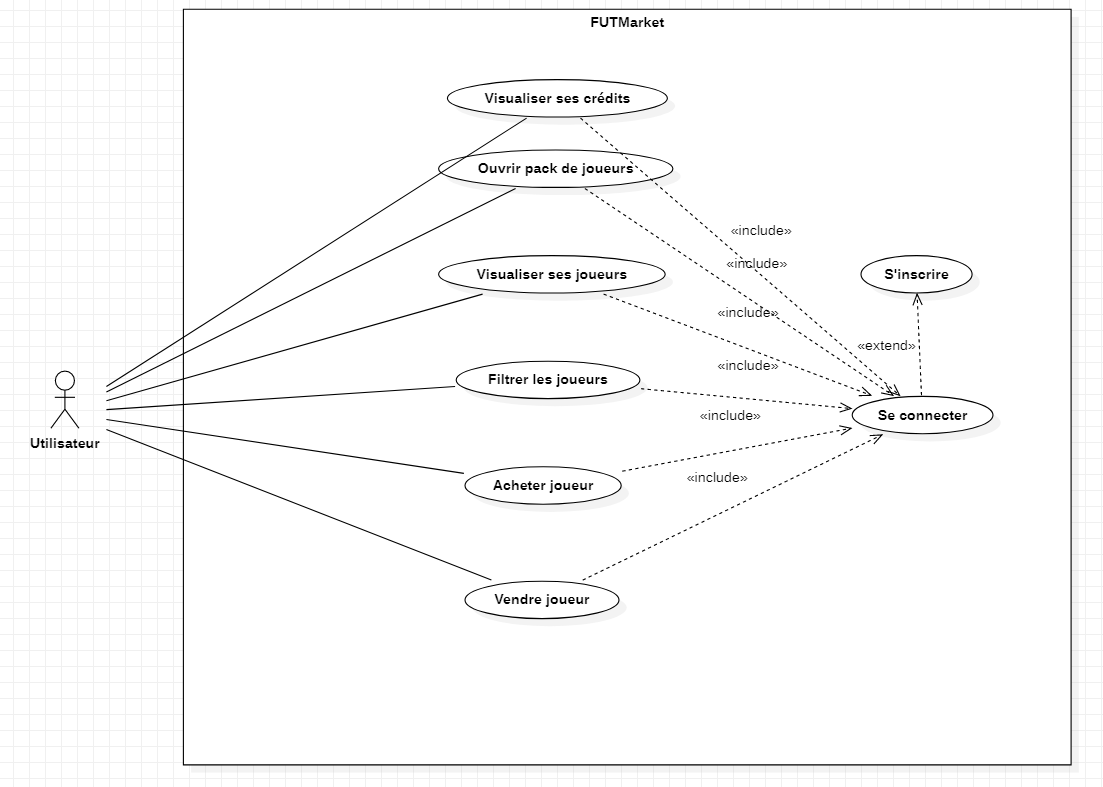 FUTMarket
Visualiser ses crédits
Ouvrir pack de joueurs
«include»
«include»
Visualiser ses joueurs
S'inscrire
«include»
«extend»
«include»
Filtrer les joueurs
«include»
Se connecter
Utilisateur
«include»
Acheter joueur
Vendre joueur